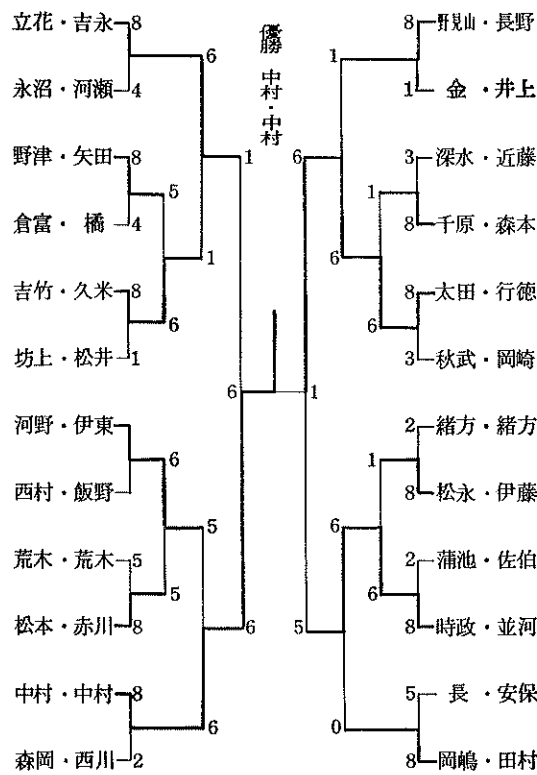 優勝 中村・中村
立花・吉永 8
6
永沼・河瀬 4
1
野津・矢田 8
5
倉富・橘 4
1
吉竹・久米 8
6
坊上・松井 1
6
河野・伊東
6
西村・飯野
5
荒木・荒木 5
5
松本・赤川 8
6
中村・中村 8
6
森岡・西川 2
8 野見山・長野
1
1 金・井上
6
3 深水・近藤
1
8 千原・森本
6
8 太田・行徳
6
3 秋武・岡崎
1
2 緒方・緒方
1
8 松永・伊藤
6
2 蒲池・佐伯
6
8 時政・並河
5
5 長・安保
0
8 岡嶋・田村